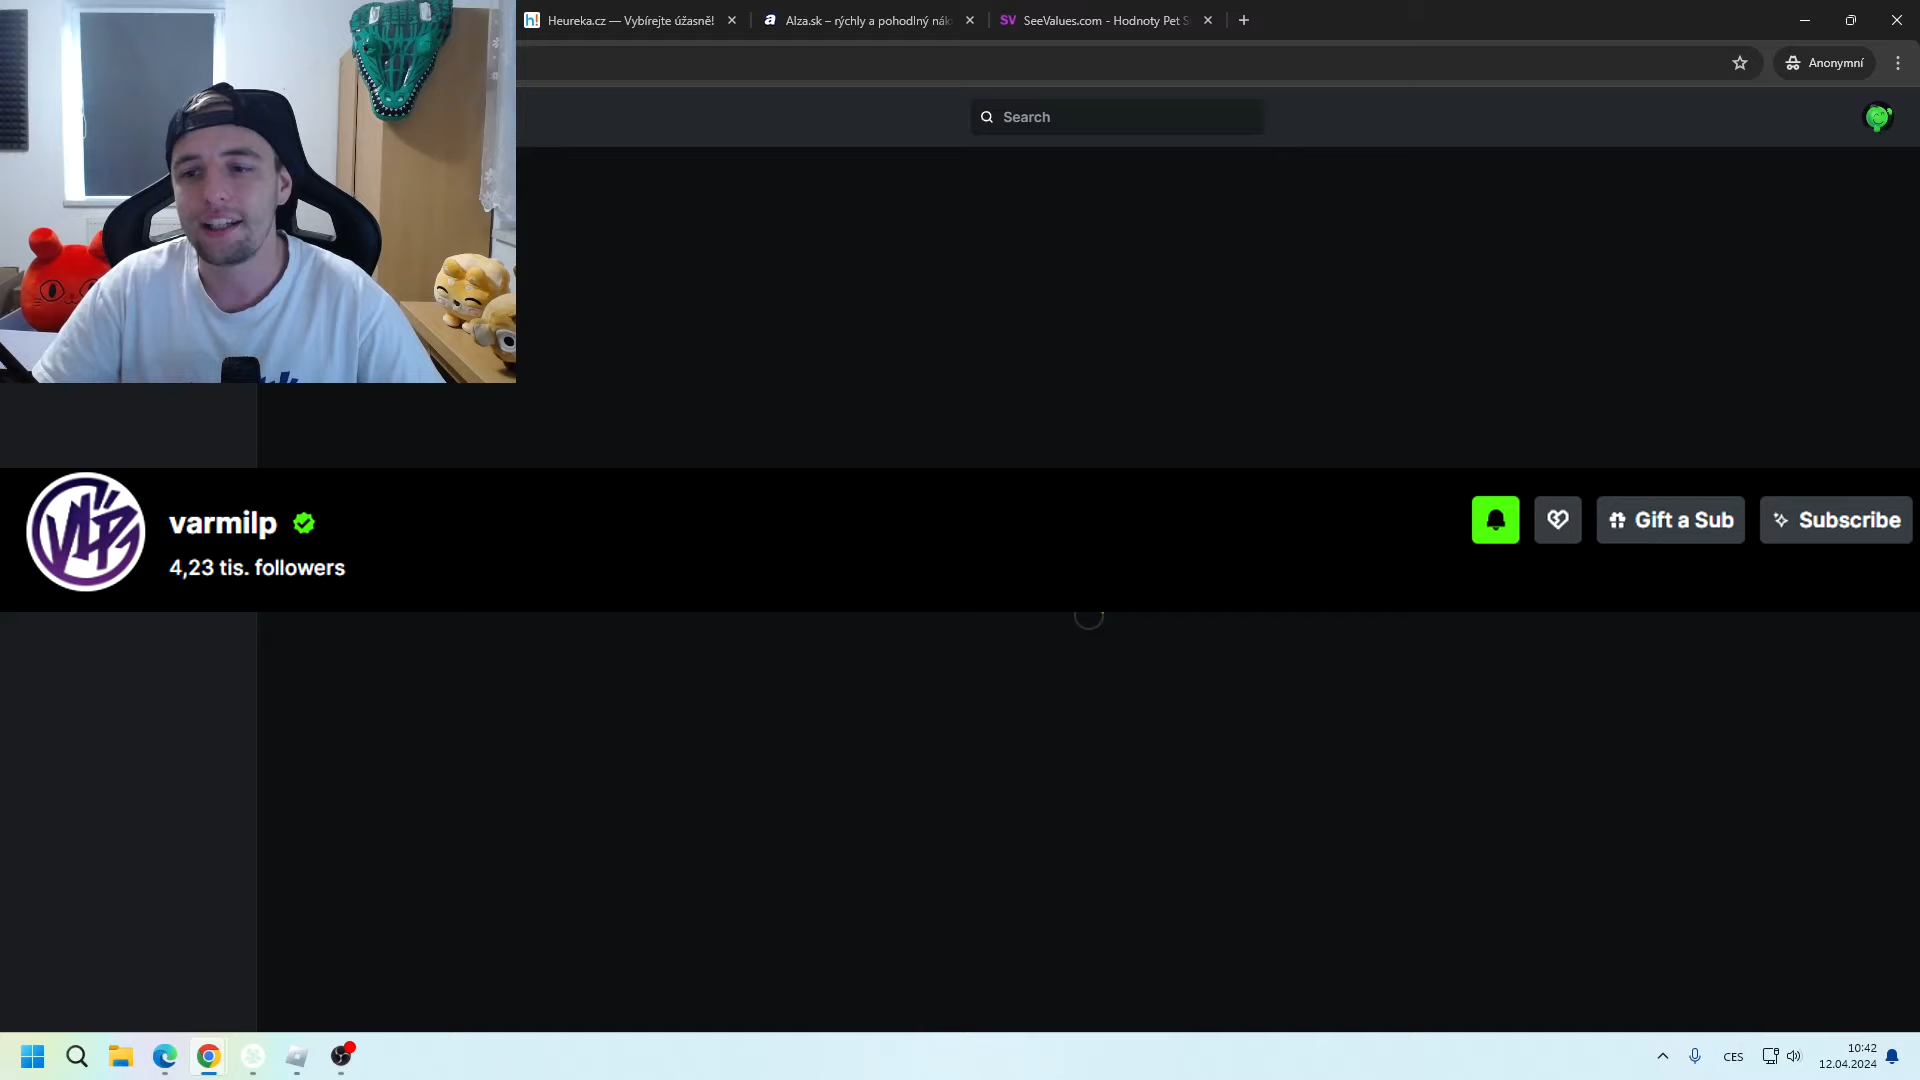 Heureka.cz — Vybírejte úžasně!
Alza.sk – rýchly a pohodlný nák
SV SeeValues.com - Hodnoty Pet S
Anonymní
Search
varmilp
4,23 tis. followers
Gift a Sub
Subscribe
CES
10:42
12.04.2024